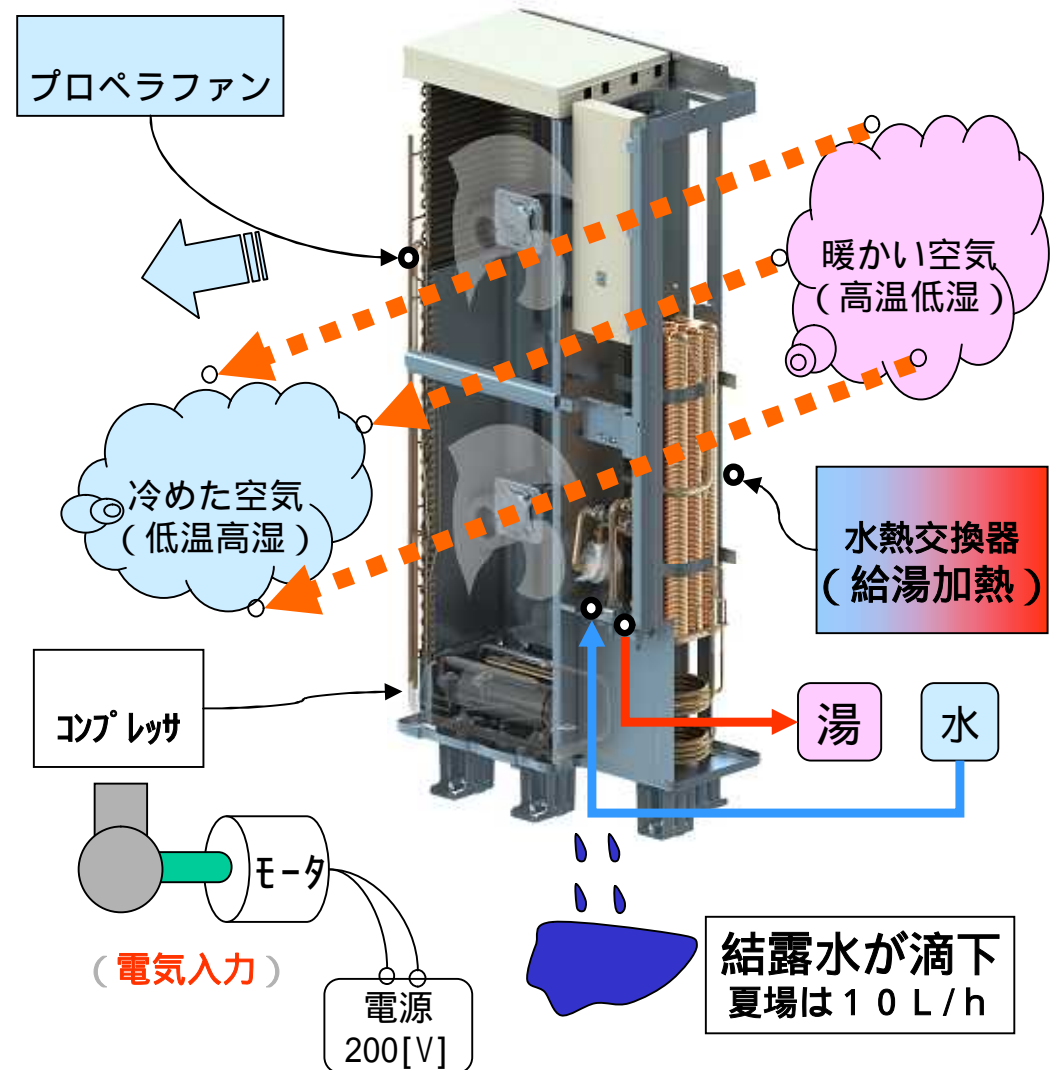 プロペラファン
暖かい空気
（高温低湿）
冷めた空気
（低温高湿）
水熱交換器
（給湯加熱）
ｺﾝﾌﾟﾚｯｻ
湯
水
ﾓｰﾀ
（電気入力）
電源
200[V]
結露水が滴下
夏場は１０Ｌ/ｈ